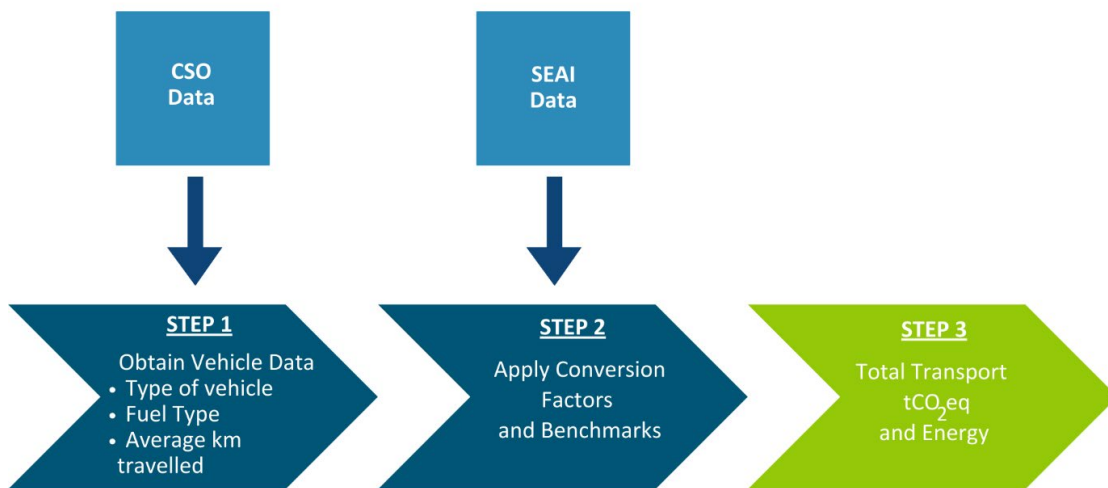 CSO
Data
SEAI
Data
STEP 1
Obtain Vehicle Data
• Type of vehicle
• Fuel Type
• Average km
travelled
STEP 2
Apply Conversion
Factors
and Benchmarks
STEP 3
Total Transport
tCO₂eq
and Energy